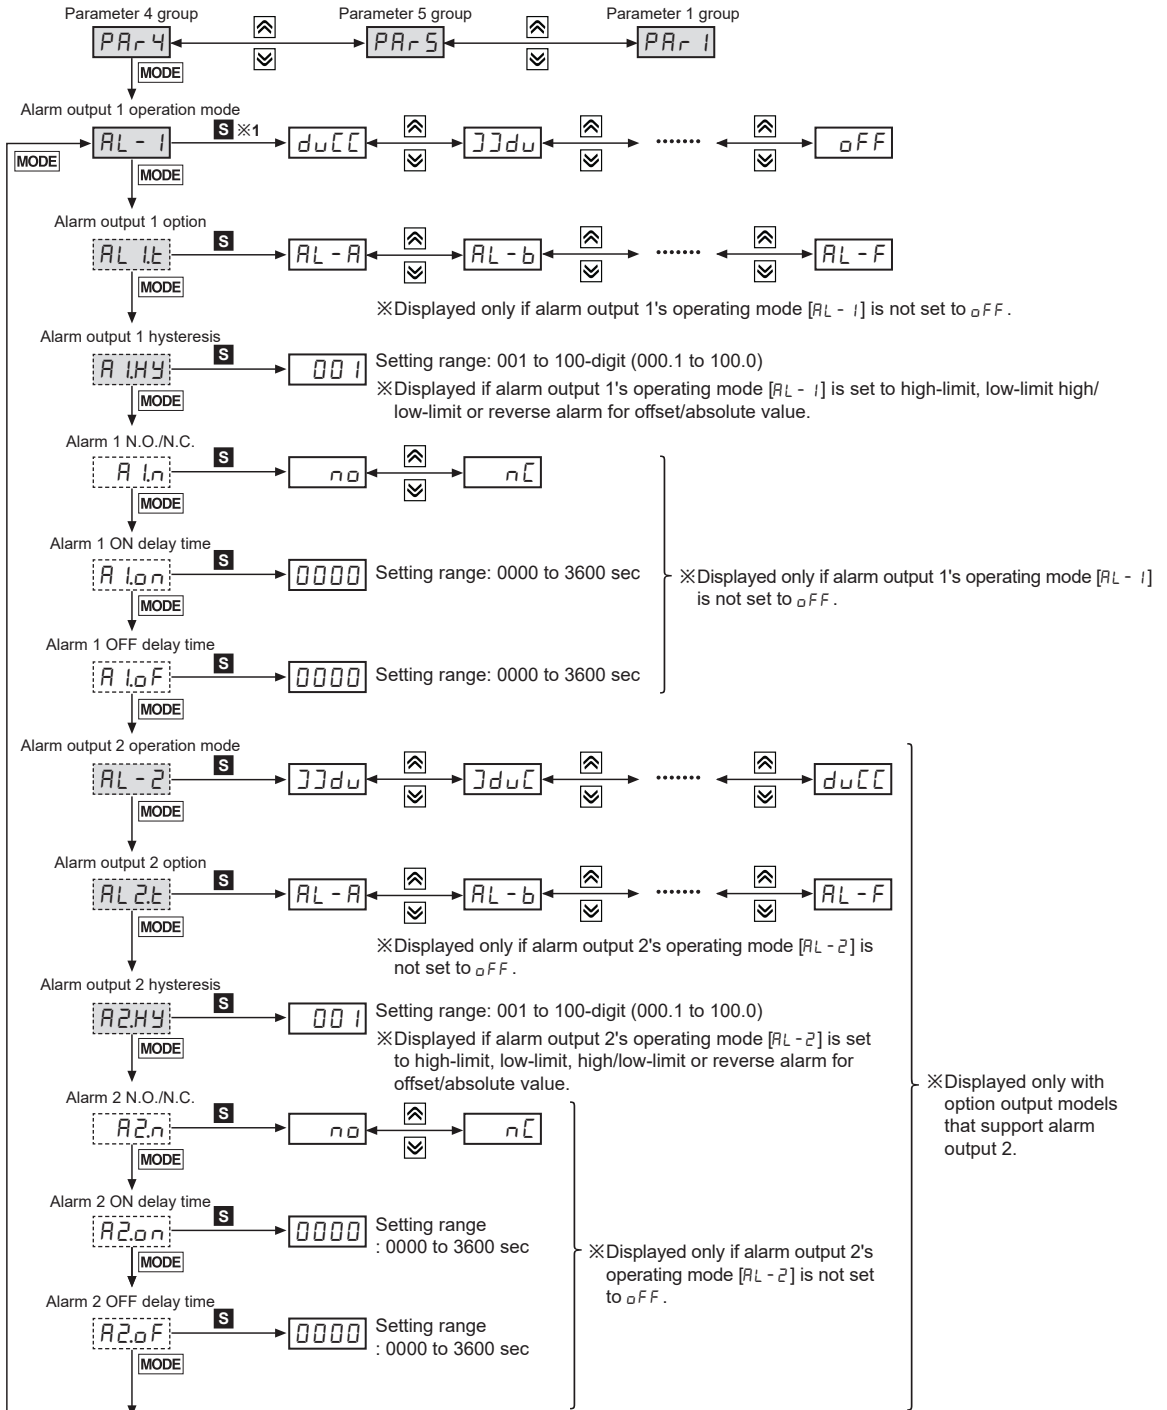 Parameter 4 group Parameter 5 group Parameter 1 group
PAr4 PAr5 PAr1
MODE
Alarm output 1 operation mode
MODE AL-1 S ※1 duCC ]]du ······· oFF
MODE
Alarm output 1 option
AL1.t S AL-A AL-b ······· AL-F
MODE
※Displayed only if alarm output 1's operating mode [AL-1] is not set to oFF.
Alarm output 1 hysteresis
A1.HY S 001 Setting range: 001 to 100-digit (000.1 to 100.0)
MODE
※Displayed if alarm output 1's operating mode [AL-1] is set to high-limit, low-limit high/
low-limit or reverse alarm for offset/absolute value.
Alarm 1 N.O./N.C.
A1.n S no nC
MODE
Alarm 1 ON delay time
A1.on S 0000 Setting range: 0000 to 3600 sec
MODE
※Displayed only if alarm output 1's operating mode [AL-1]
is not set to oFF.
Alarm 1 OFF delay time
A1.oF S 0000 Setting range: 0000 to 3600 sec
MODE
Alarm output 2 operation mode
AL-2 S ]]du ]duC ······· duCC
MODE
Alarm output 2 option
AL2.t S AL-A AL-b ······· AL-F
MODE
※Displayed only if alarm output 2's operating mode [AL-2] is
not set to oFF.
Alarm output 2 hysteresis
A2.HY S 001 Setting range: 001 to 100-digit (000.1 to 100.0)
MODE
※Displayed if alarm output 2's operating mode [AL-2] is set
to high-limit, low-limit, high/low-limit or reverse alarm for
offset/absolute value.
※Displayed only with
option output models
that support alarm
output 2.
Alarm 2 N.O./N.C.
A2.n S no nC
MODE
Alarm 2 ON delay time
A2.on S 0000 Setting range
: 0000 to 3600 sec
MODE
※Displayed only if alarm output 2's
operating mode [AL-2] is not set
to oFF.
Alarm 2 OFF delay time
A2.oF S 0000 Setting range
: 0000 to 3600 sec
MODE